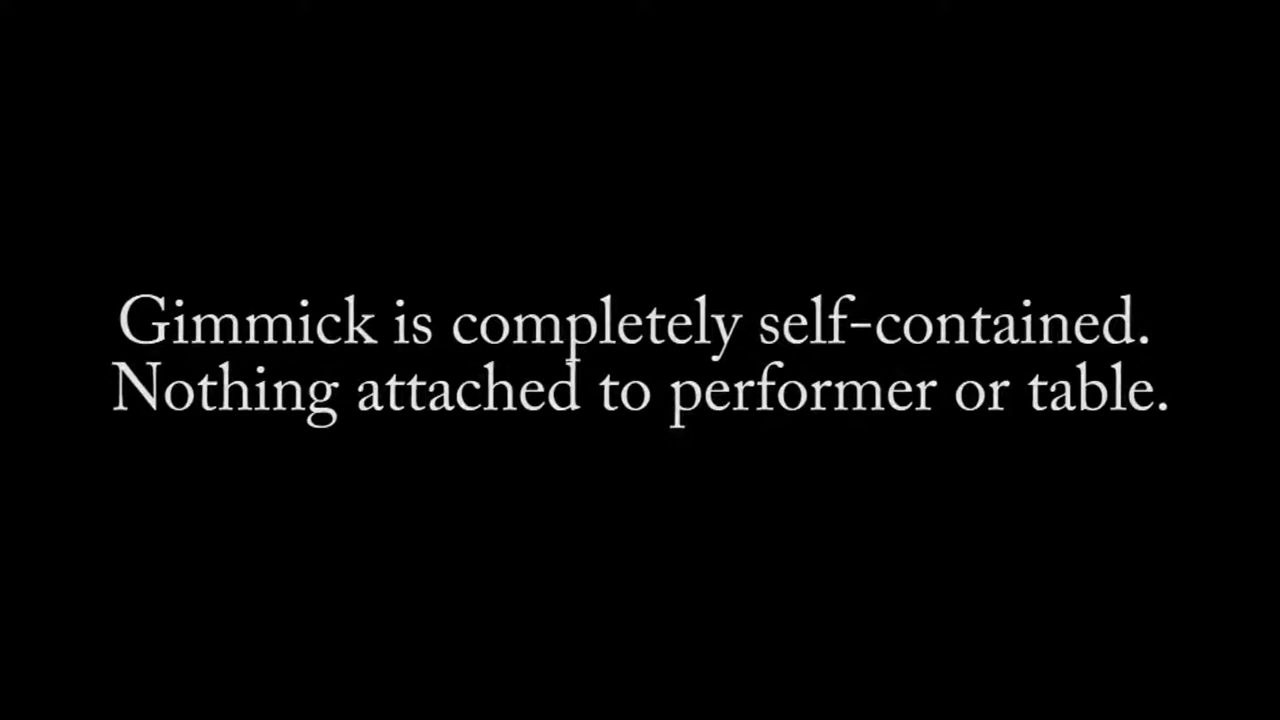 Gimmick is completely self-contained.
Nothing attached to performer or table.